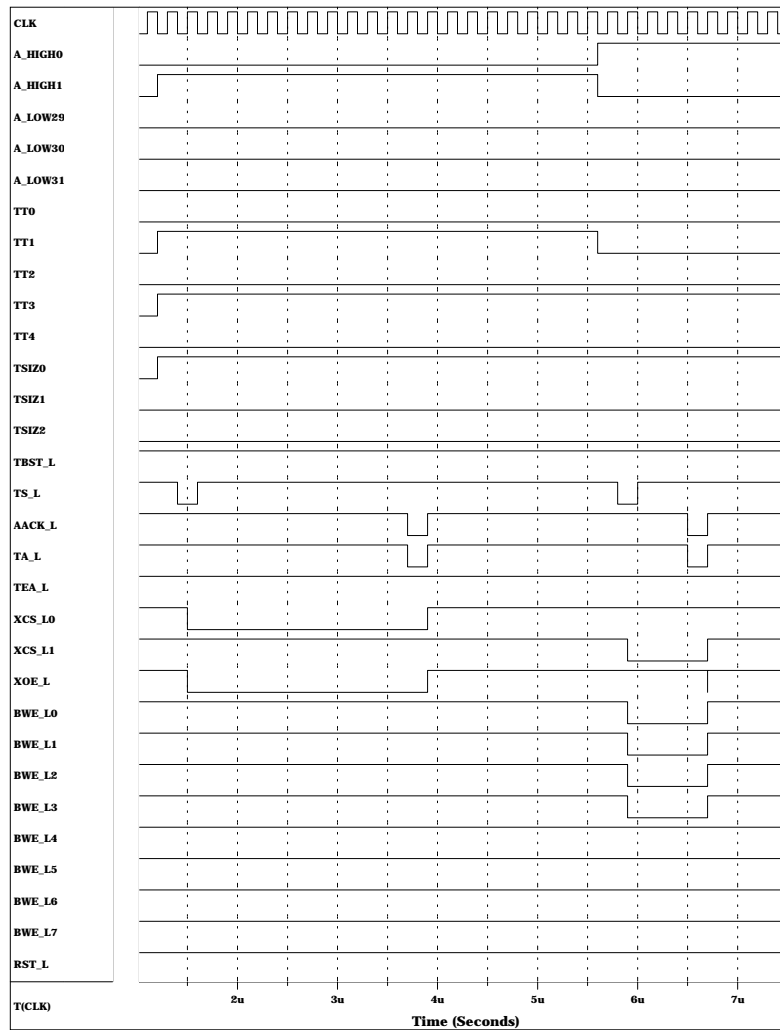 CLK
A_HIGH0
A_HIGH1
A_LOW29
A_LOW30
A_LOW31
TT0
TT1
TT2
TT3
TT4
TSIZ0
TSIZ1
TSIZ2
TBST_L
TS_L
AACK_L
TA_L
TEA_L
XCS_L0
XCS_L1
XOE_L
BWE_L0
BWE_L1
BWE_L2
BWE_L3
BWE_L4
BWE_L5
BWE_L6
BWE_L7
RST_L
T(CLK)
2u 3u 4u 5u 6u 7u
Time (Seconds)